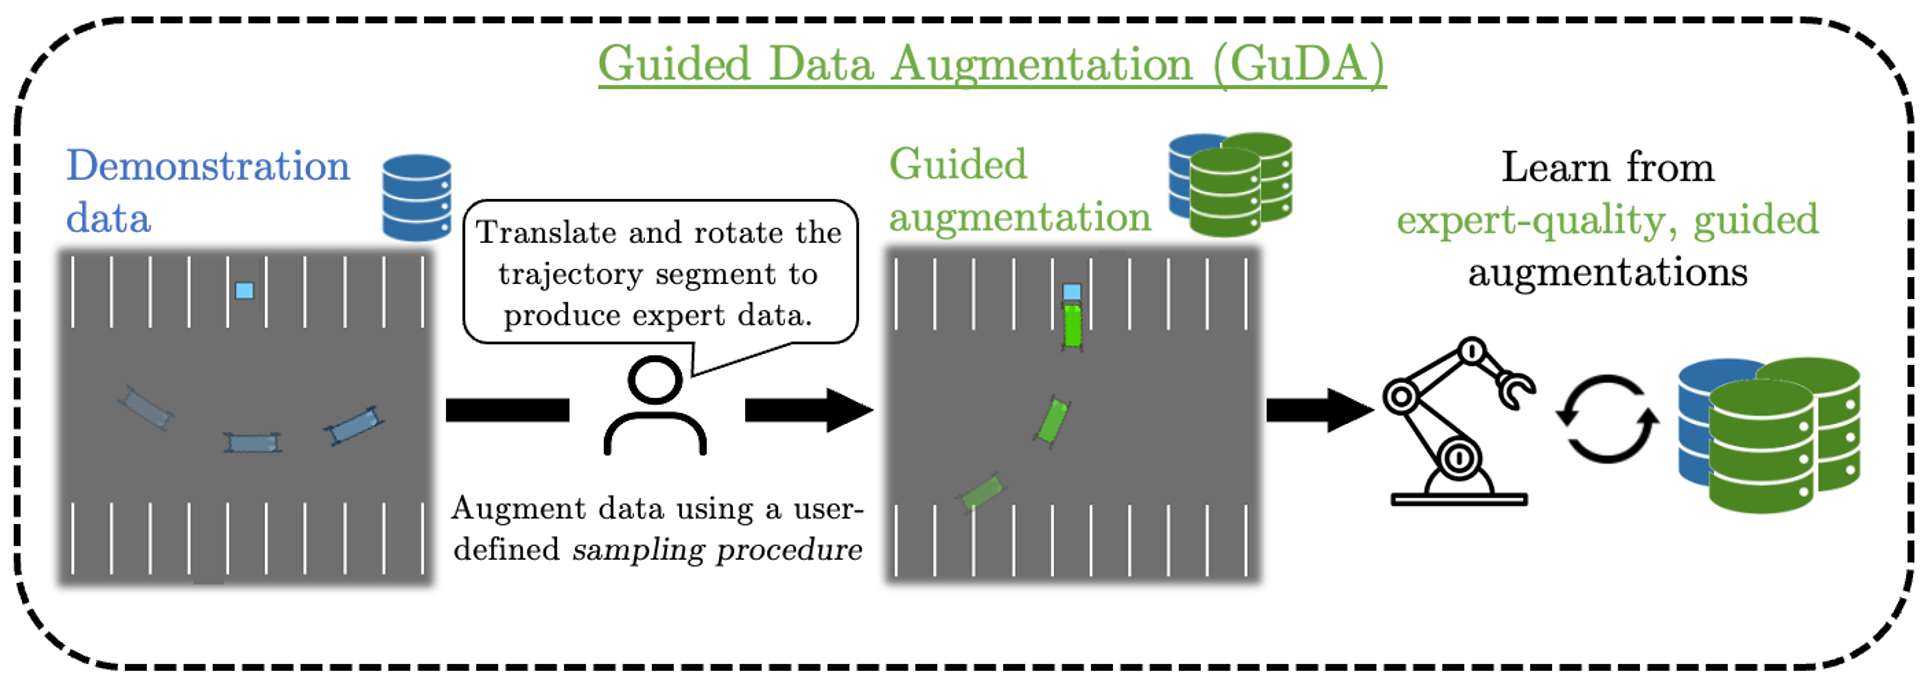 Guided Data Augmentation (GuDA)
Demonstration
data
Translate and rotate the
trajectory segment to
produce expert data.
Augment data using a user-
defined sampling procedure
Guided
augmentation
Learn from
expert-quality, guided
augmentations